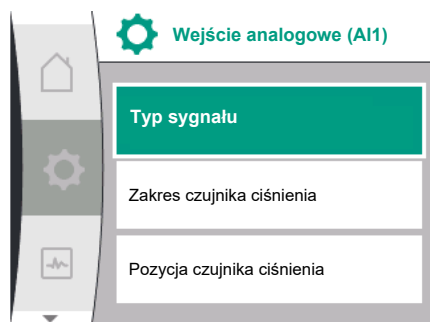 Wejście analogowe (AI1)
Typ sygnału
Zakres czujnika ciśnienia
Pozycja czujnika ciśnienia